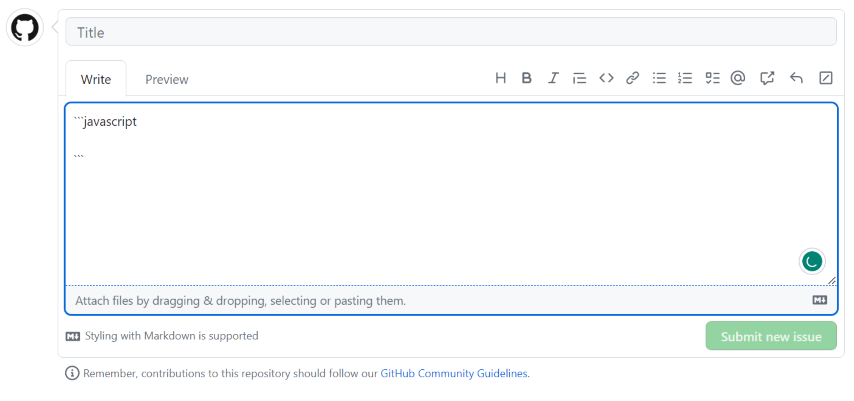 Title
Write Preview
```javascript
```
Attach files by dragging & dropping, selecting or pasting them.
Styling with Markdown is supported
Submit new issue
Remember, contributions to this repository should follow our GitHub Community Guidelines.